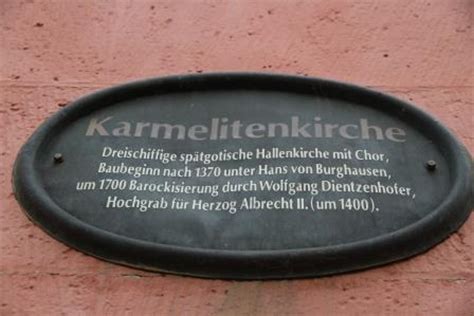 Karmelitenkirche
Dreischiffige spätgotische Hallenkirche mit Chor,
Baubeginn nach 1370 unter Hans von Burghausen,
um 1700 Barockisierung durch Wolfgang Dientzenhofer,
Hochgrab für Herzog Albrecht II. (um 1400).